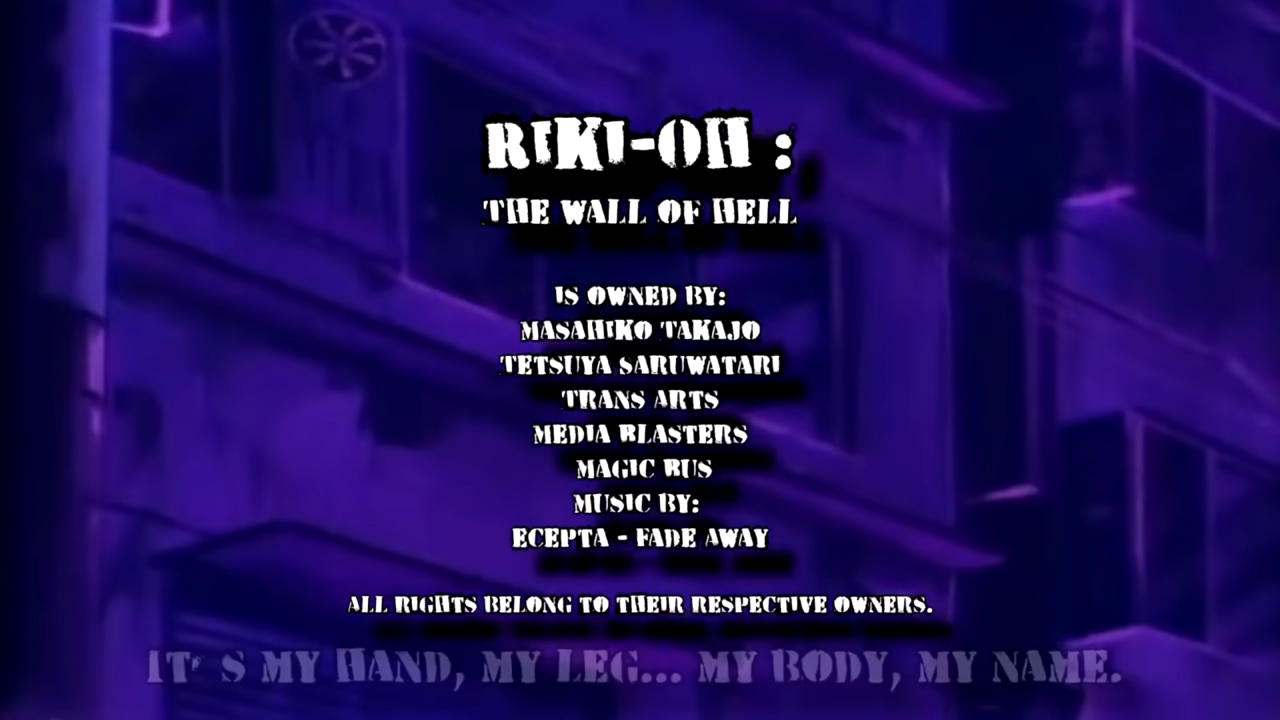 RIKI-OH :
THE WALL OF HELL
IS OWNED BY:
MASAHIKO TAKAJO
TETSUYA SARUWATARI
TRANS ARTS
MEDIA BLASTERS
MAGIC BUS
MUSIC BY:
ECEPTA - FADE AWAY
ALL RIGHTS BELONG TO THEIR RESPECTIVE OWNERS.
IT'S MY HAND, MY LEG... MY BODY, MY NAME.